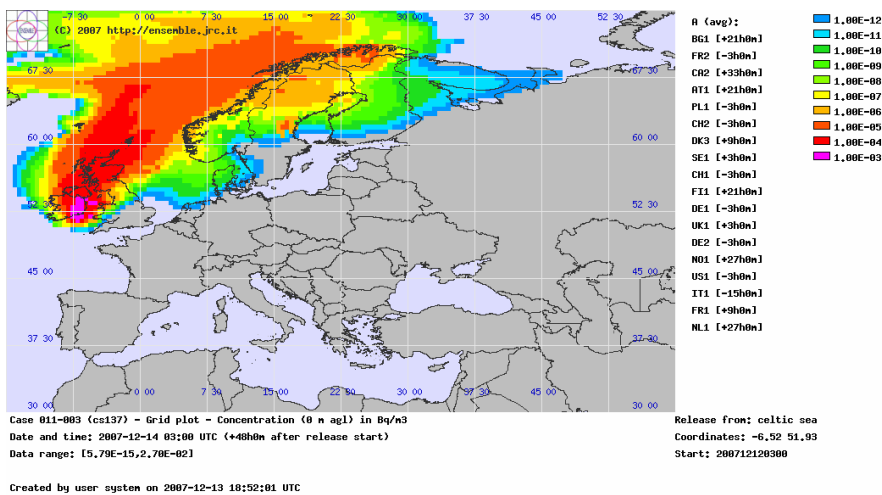 -7 30 0 00 7 30 15 00 22 30 30 00 37 30 45 00 52 30
(C) 2007 http://ensemble.jrc.it
67 30 67 30
60 00 60 00
52 30 52 30
45 00 45 00
37 30 37 30
30 00 30 00
0 00 7 30 15 00 22 30 30 00 37 30 45 00
A (avg):
BG1 [+21h0m]
FR2 [-3h0m]
CA2 [+33h0m]
AT1 [+21h0m]
PL1 [-3h0m]
CH2 [-3h0m]
DK3 [+9h0m]
SE1 [+3h0m]
CH1 [-3h0m]
FI1 [+21h0m]
DE1 [-3h0m]
UK1 [+3h0m]
DE2 [-3h0m]
NO1 [+27h0m]
US1 [-3h0m]
IT1 [-15h0m]
FR1 [+9h0m]
NL1 [+27h0m]
1.00E-12
1.00E-11
1.00E-10
1.00E-09
1.00E-08
1.00E-07
1.00E-06
1.00E-05
1.00E-04
1.00E-03
Case 011-003 (cs137) - Grid plot - Concentration (0 m agl) in Bq/m3
Date and time: 2007-12-14 03:00 UTC (+48h0m after release start)
Data range: [5.79E-15,2.70E-02]
Release from: celtic sea
Coordinates: -6.52 51.93
Start: 200712120300
Created by user system on 2007-12-13 18:52:01 UTC